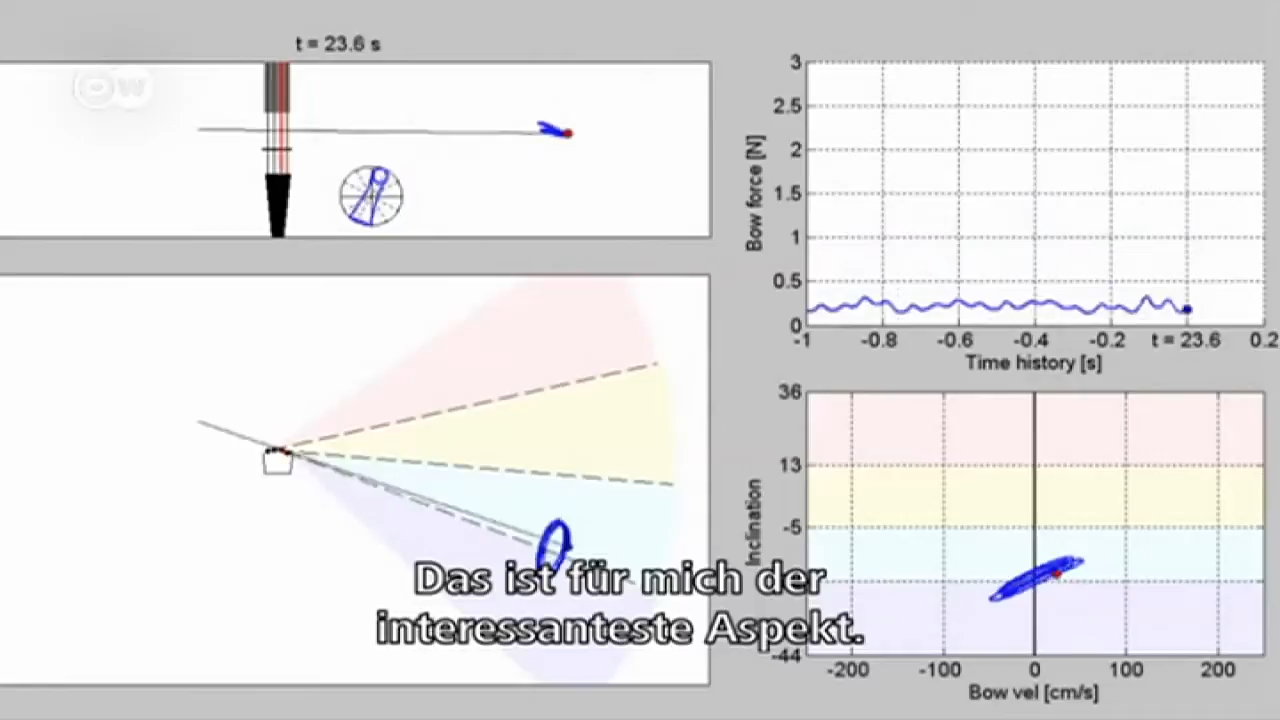 t = 23.6 s
DW
3
2.5
2
1.5
1
0.5
0
Bow force [N]
-1 -0.8 -0.6 -0.4 -0.2 t = 23.6 0.2
Time history [s]
36
13
-5
-44
Inclination
-200 -100 0 100 200
Bow vel [cm/s]
Das ist für mich der
interessanteste Aspekt.